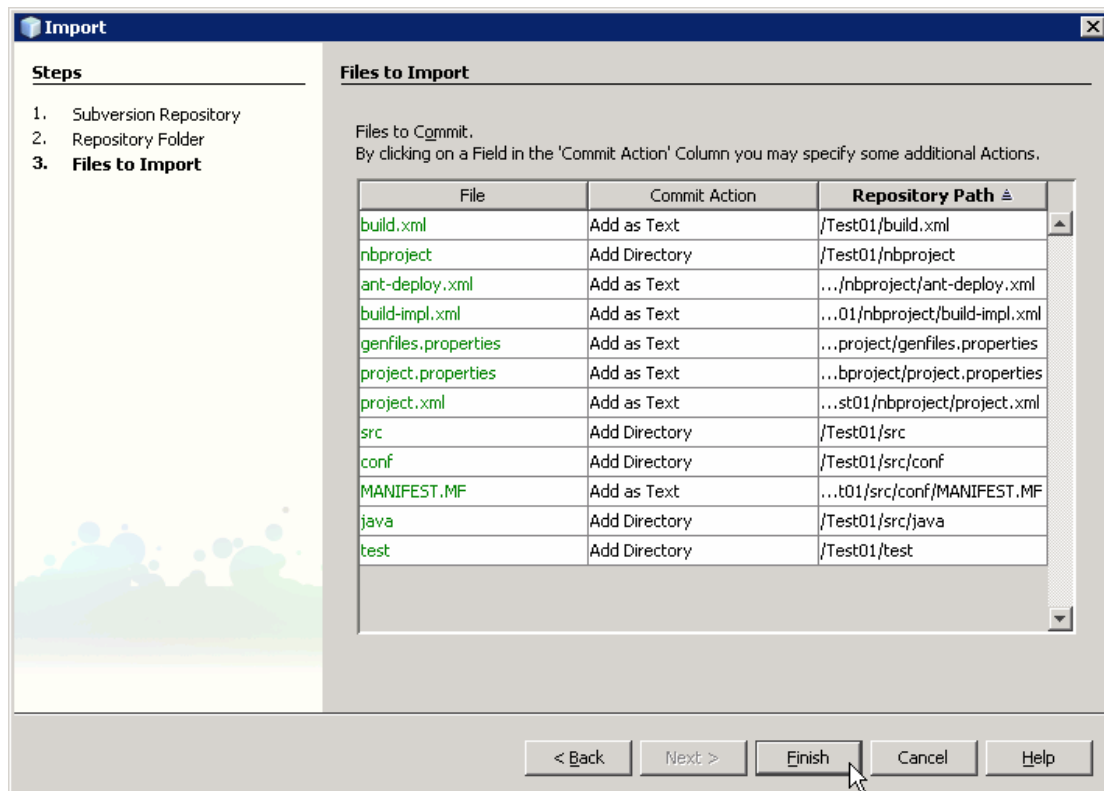 Import
Steps
1. Subversion Repository
2. Repository Folder
3. Files to Import
Files to Import
Files to Commit.
By clicking on a Field in the 'Commit Action' Column you may specify some additional Actions.
File Commit Action Repository Path
build.xml Add as Text /Test01/build.xml
nbproject Add Directory /Test01/nbproject
ant-deploy.xml Add as Text .../nbproject/ant-deploy.xml
build-impl.xml Add as Text ...01/nbproject/build-impl.xml
genfiles.properties Add as Text ...project/genfiles.properties
project.properties Add as Text ...bproject/project.properties
project.xml Add as Text ...st01/nbproject/project.xml
src Add Directory /Test01/src
conf Add Directory /Test01/src/conf
MANIFEST.MF Add as Text ...t01/src/conf/MANIFEST.MF
java Add Directory /Test01/src/java
test Add Directory /Test01/test
< Back Next > Finish Cancel Help